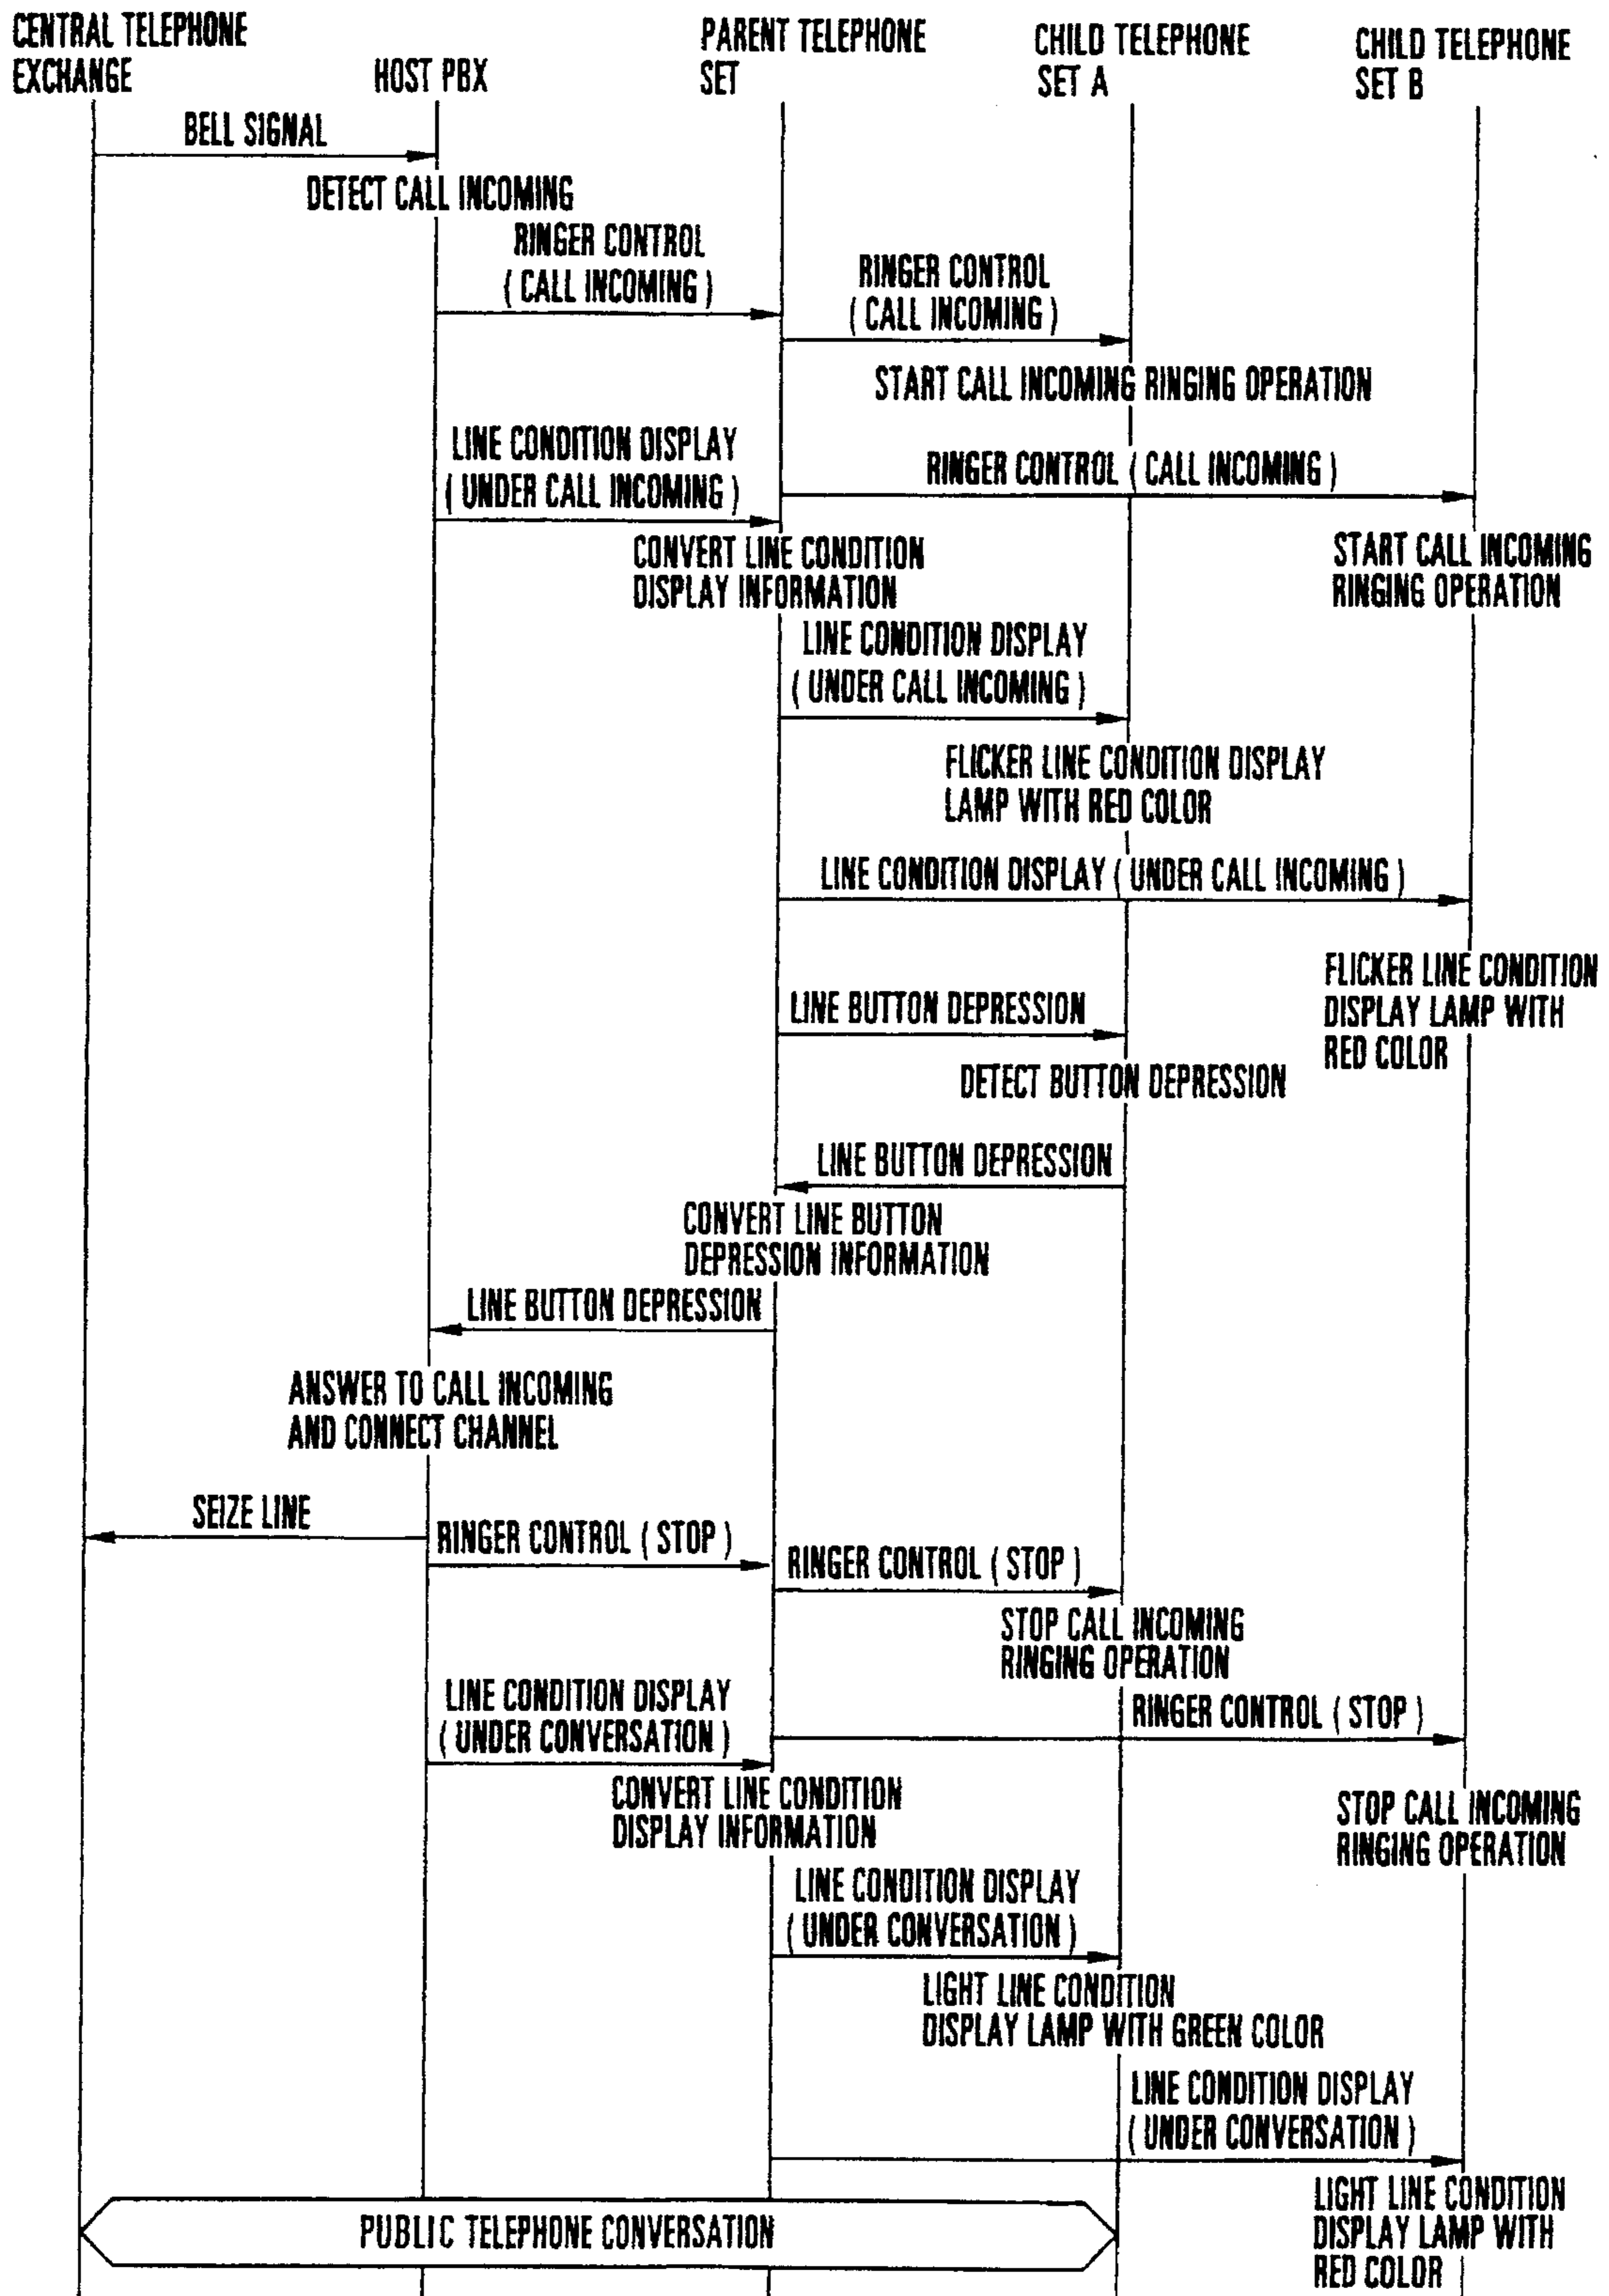 CENTRAL TELEPHONE
EXCHANGE
HOST PBX
PARENT TELEPHONE
SET
CHILD TELEPHONE
SET A
CHILD TELEPHONE
SET B
BELL SIGNAL
DETECT CALL INCOMING
RINGER CONTROL
( CALL INCOMING )
RINGER CONTROL
( CALL INCOMING )
START CALL INCOMING RINGING OPERATION
LINE CONDITION DISPLAY
( UNDER CALL INCOMING )
RINGER CONTROL ( CALL INCOMING )
CONVERT LINE CONDITION
DISPLAY INFORMATION
START CALL INCOMING
RINGING OPERATION
LINE CONDITION DISPLAY
( UNDER CALL INCOMING )
FLICKER LINE CONDITION DISPLAY
LAMP WITH RED COLOR
LINE CONDITION DISPLAY ( UNDER CALL INCOMING )
FLICKER LINE CONDITION
DISPLAY LAMP WITH
RED COLOR
LINE BUTTON DEPRESSION
DETECT BUTTON DEPRESSION
LINE BUTTON DEPRESSION
CONVERT LINE BUTTON
DEPRESSION INFORMATION
LINE BUTTON DEPRESSION
ANSWER TO CALL INCOMING
AND CONNECT CHANNEL
SEIZE LINE
RINGER CONTROL ( STOP )
RINGER CONTROL ( STOP )
STOP CALL INCOMING
RINGING OPERATION
LINE CONDITION DISPLAY
( UNDER CONVERSATION )
RINGER CONTROL ( STOP )
CONVERT LINE CONDITION
DISPLAY INFORMATION
STOP CALL INCOMING
RINGING OPERATION
LINE CONDITION DISPLAY
( UNDER CONVERSATION )
LIGHT LINE CONDITION
DISPLAY LAMP WITH GREEN COLOR
LINE CONDITION DISPLAY
( UNDER CONVERSATION )
LIGHT LINE CONDITION
DISPLAY LAMP WITH
RED COLOR
PUBLIC TELEPHONE CONVERSATION